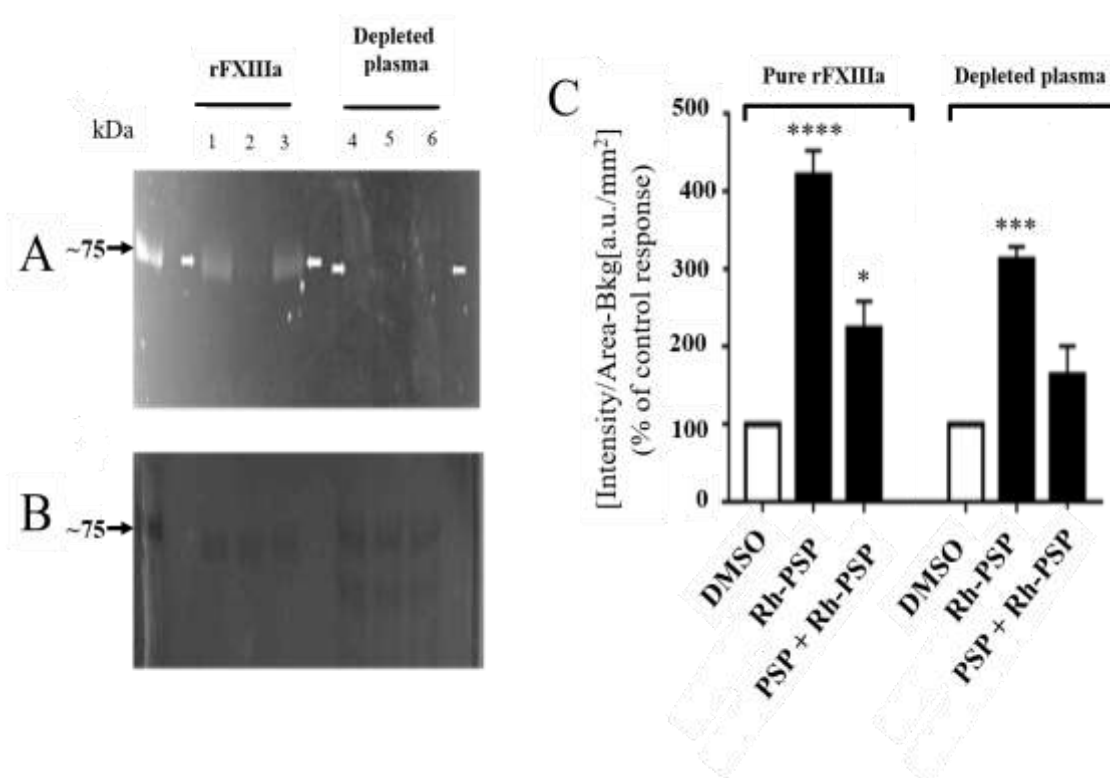 rFXIIIa
Depleted
plasma
kDa
1 2 3 4 5 6
A
~75
B
~75
C
Pure rFXIIIa
Depleted plasma
[Intensity/Area-Bkg[a.u./mm²]
(% of control response)
500
400
300
200
100
0
****
*
***
DMSO
Rh-PSP
PSP + Rh-PSP
DMSO
Rh-PSP
PSP + Rh-PSP